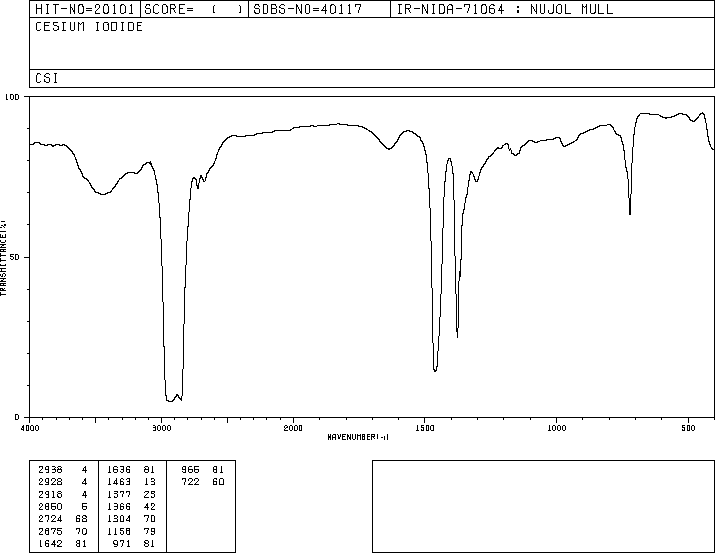 HIT-NO=20101 SCORE= ( ) SDBS-NO=40117 IR-NIDA-71064 : NUJOL MULL
CESIUM IODIDE
CSI
100
50
0
TRANSMITTANCE(%)
4000 3000 2000 1500 1000 500
WAVENUMBER(-1)
2938 4 1636 81 966 81
2928 4 1463 13 722 60
2918 4 1377 23
2860 5 1366 42
2724 68 1304 70
2675 70 1158 79
1642 81 971 81